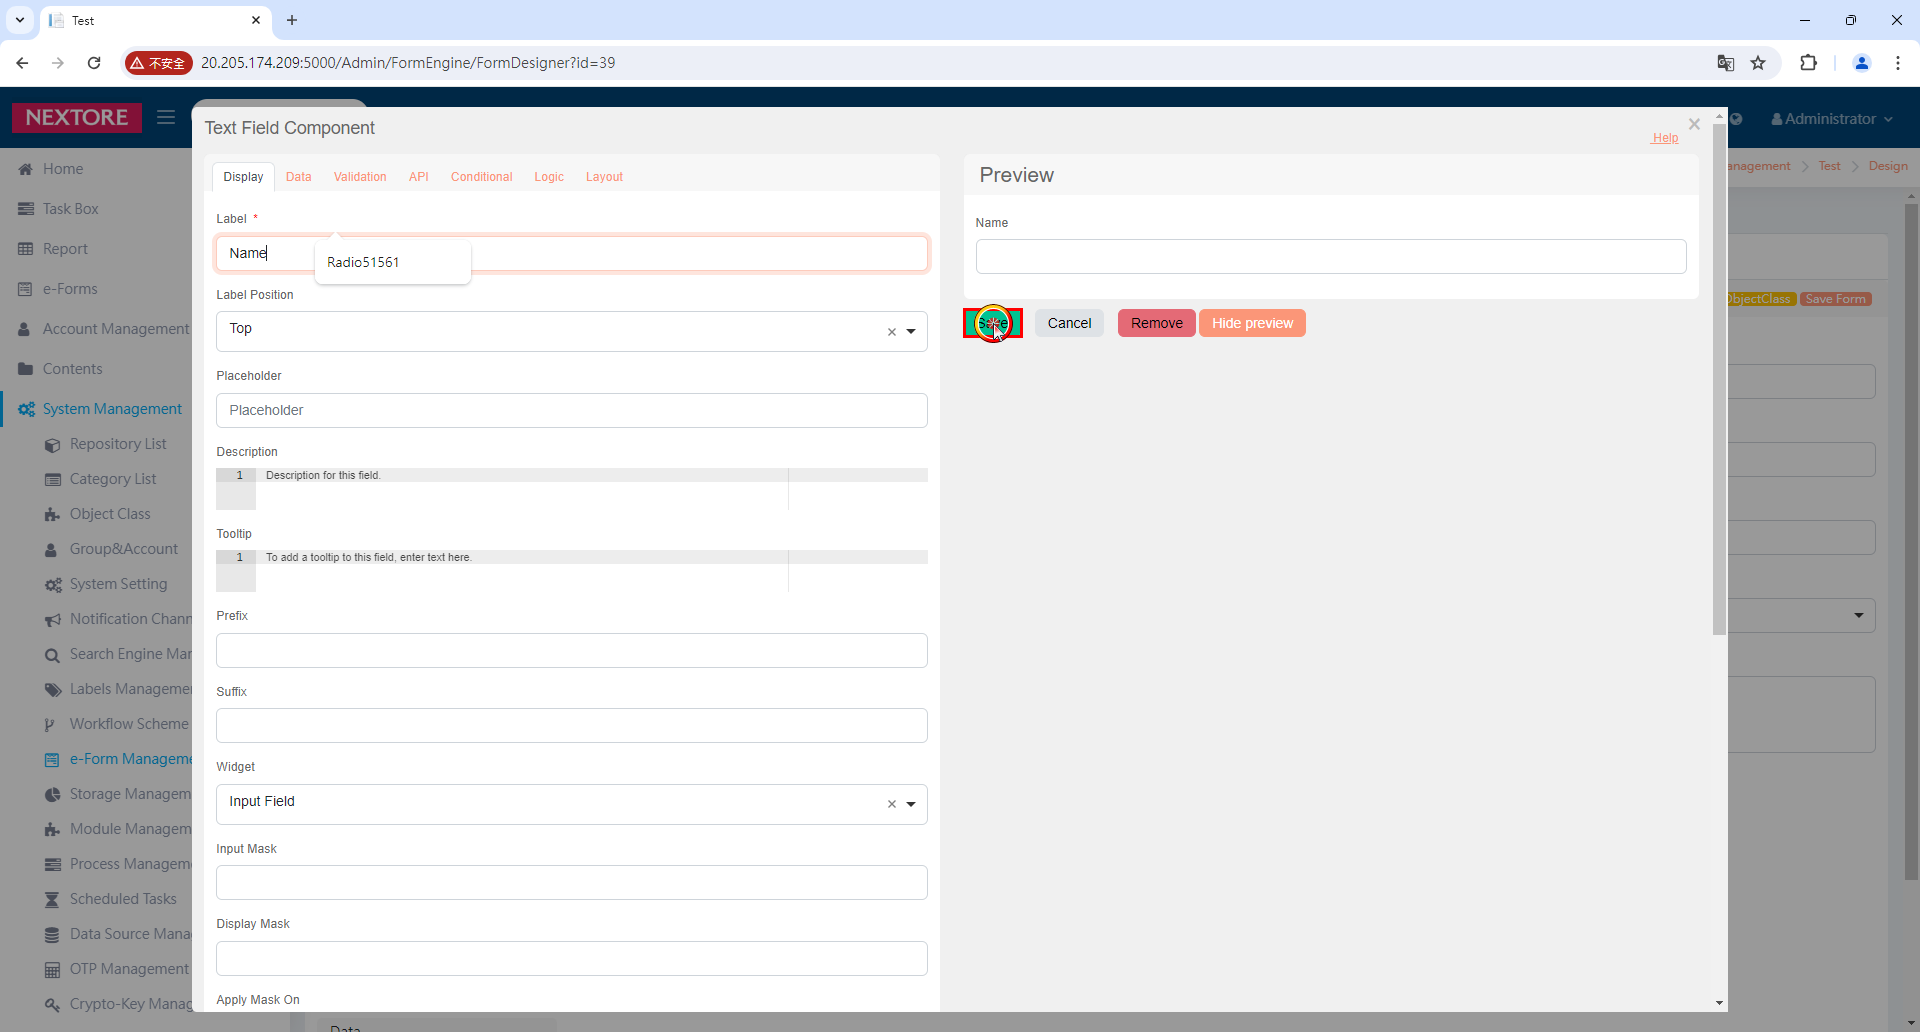 Test
不安全
20.205.174.209:5000/Admin/FormEngine/FormDesigner?id=39
NEXTORE
Administrator
Text Field Component
Help
Test
Design
Home
Task Box
Report
e-Forms
Account Management
Contents
System Management
Repository List
Category List
Object Class
Group&Account
System Setting
Notification Chann
Search Engine Mar
Labels Manageme
Workflow Scheme
e-Form Manageme
Storage Managem
Module Managem
Process Managem
Scheduled Tasks
Data Source Mana
OTP Management
Crypto-Key Manag
Display
Data
Validation
API
Conditional
Logic
Layout
Label *
Name
Radio51561
Label Position
Top
Placeholder
Placeholder
Description
1 Description for this field.
Tooltip
1 To add a tooltip to this field, enter text here.
Prefix
Suffix
Widget
Input Field
Input Mask
Display Mask
Apply Mask On
Preview
Name
Cancel
Remove
Hide preview
ObjectClass
Save Form